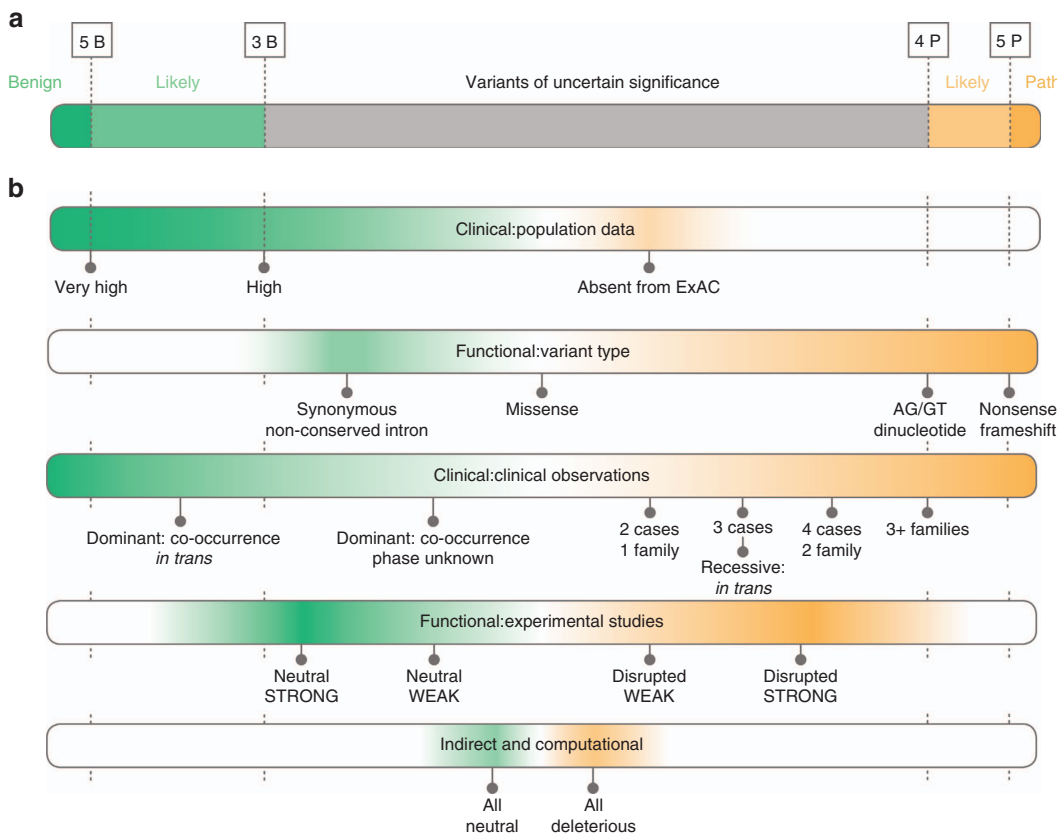 a
5 B
3 B
4 P
5 P
Benign
Likely
Variants of uncertain significance
Likely
Path
b
Clinical:population data
Very high
High
Absent from ExAC
Functional:variant type
Synonymous
non-conserved intron
Missense
AG/GT
dinucleotide
Nonsense
frameshift
Clinical:clinical observations
Dominant: co-occurrence
in trans
Dominant: co-occurrence
phase unknown
2 cases
1 family
3 cases
Recessive:
in trans
4 cases
2 family
3+ families
Functional:experimental studies
Neutral
STRONG
Neutral
WEAK
Disrupted
WEAK
Disrupted
STRONG
Indirect and computational
All
neutral
All
deleterious